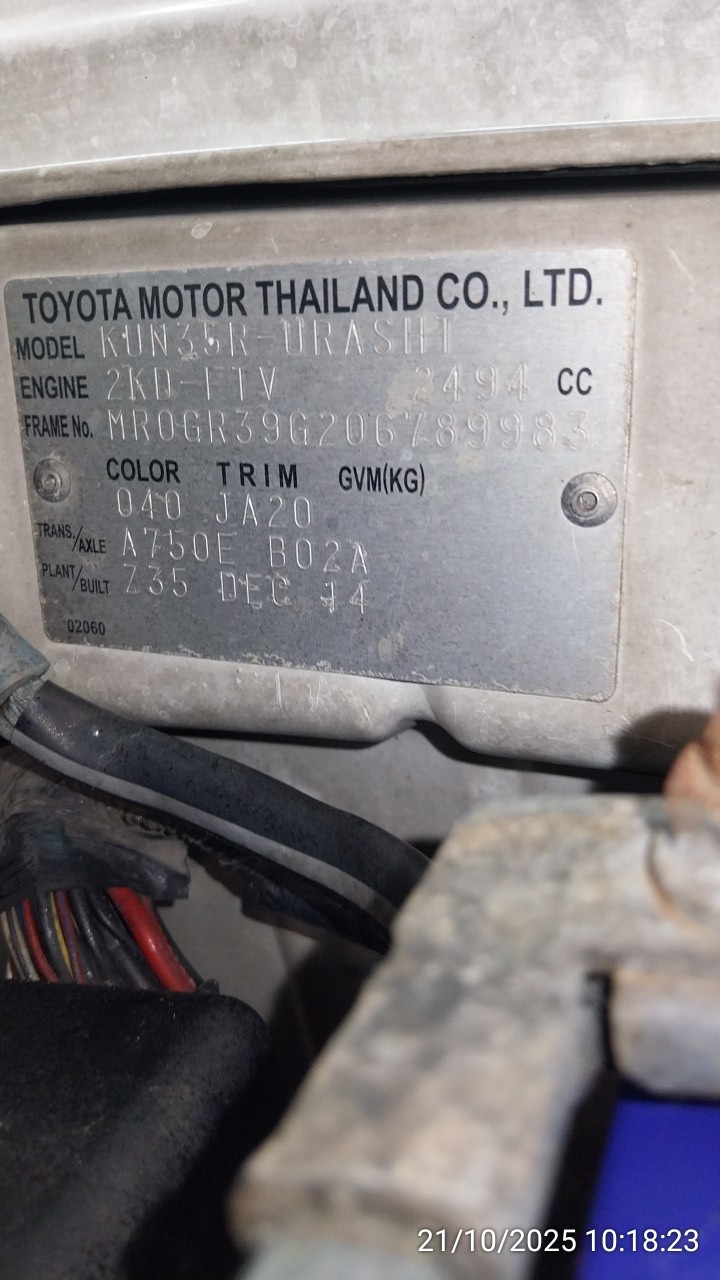 TOYOTA MOTOR THAILAND CO., LTD.
MODEL KUN35R-URASHT
ENGINE 2KD-FTV 2494 CC
FRAME No. MR0GR39G206789983
COLOR TRIM GVM(KG)
040 JA20
TRANS./AXLE A750E B02A
PLANT/BUILT Z35 DEC 14
02060
21/10/2025 10:18:23